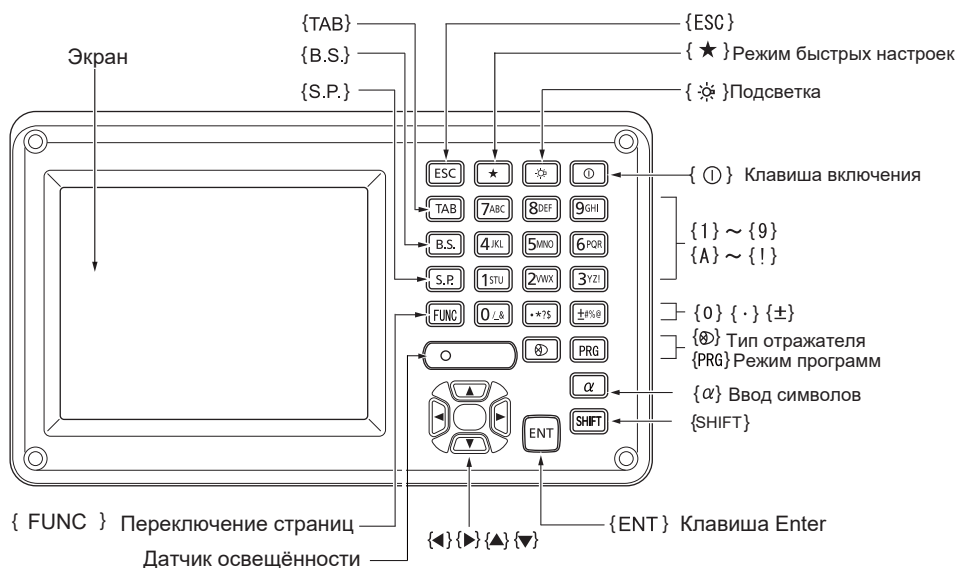 {TAB}
{ESC}
Экран
{B.S.}
{ ★ }Режим быстрых настроек
{S.P.}
{ }Подсветка
ESC ★
{ } Клавиша включения
TAB 7ABC 8DEF 9GHI
{1} ~ {9}
B.S. 4JKL 5MNO 6PQR
{A} ~ {!}
S.P. 1STU 2VWX 3YZ!
FUNC 0/_& .*?$ ±#%@
{0} {·} {±}
{ } Тип отражателя
PRG
{PRG} Режим программ
α
{α} Ввод символов
SHIFT
{SHIFT}
ENT
{ FUNC } Переключение страниц
{◀} {▶} {▲} {▼}
{ENT} Клавиша Enter
Датчик освещённости